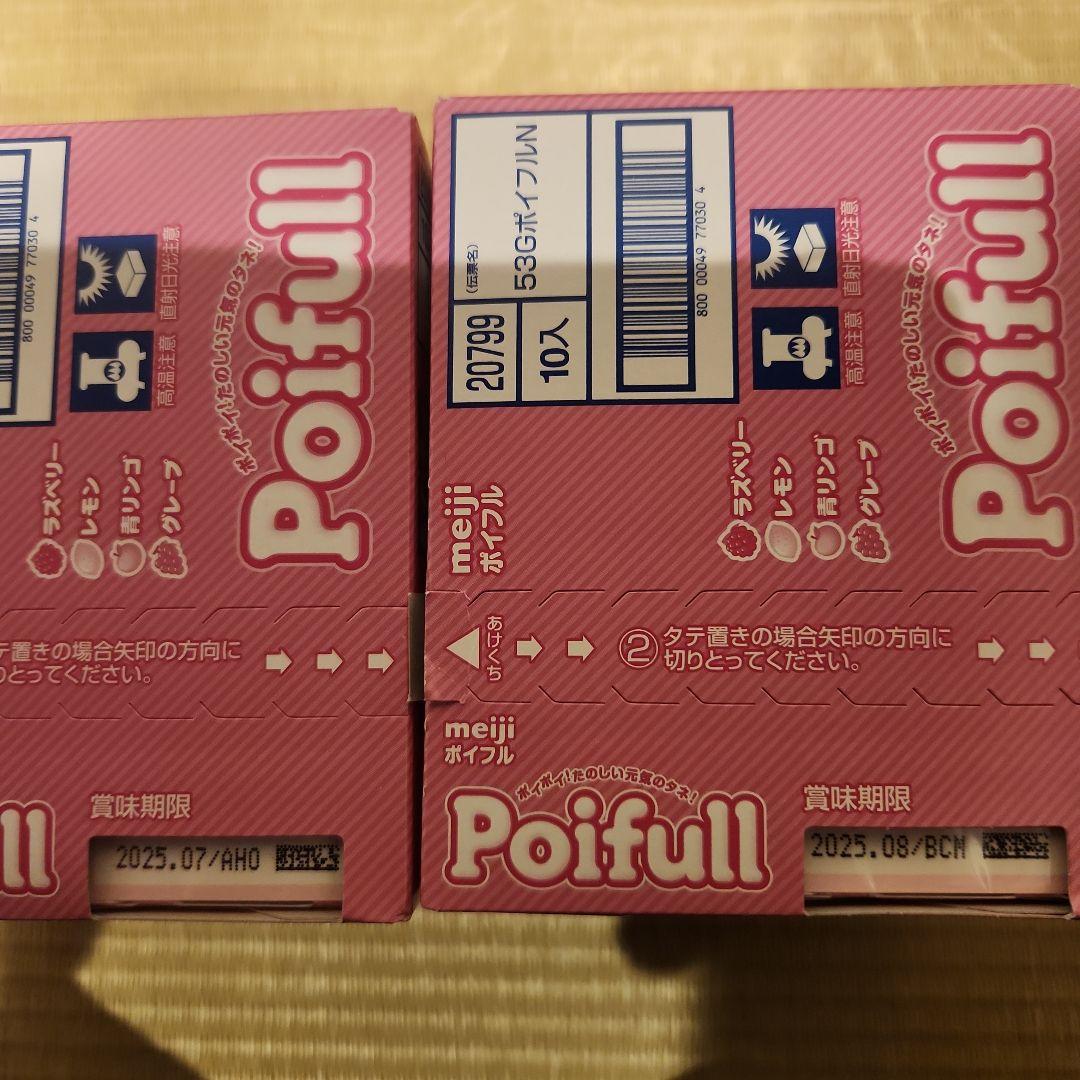 800 00049 77030 4
直射日光注意
高温注意
ポイポイ!たのしい元気のタネ!
Poifull
ラズベリー
レモン
青リンゴ
グレープ
テ置きの場合矢印の方向に
りとってください。
賞味期限
ll
2025.07/AHO
(伝票名)
53GポイフルN
20799
10入
800 00049 77030 4
直射日光注意
高温注意
ポイポイ!たのしい元気のタネ!
Poifull
meiji
ポイフル
ラズベリー
レモン
青リンゴ
グレープ
あけくち
② タテ置きの場合矢印の方向に
切りとってください。
meiji
ポイフル
ポイポイ!たのしい元気のタネ!
Poifull
賞味期限
2025.08/BCM